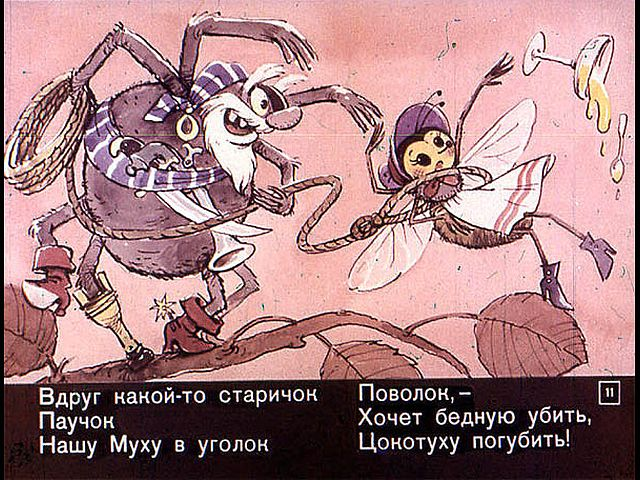 Вдруг какой-то старичок
Паучок
Нашу Муху в уголок
Поволок,–
Хочет бедную убить,
Цокотуху погубить!
11